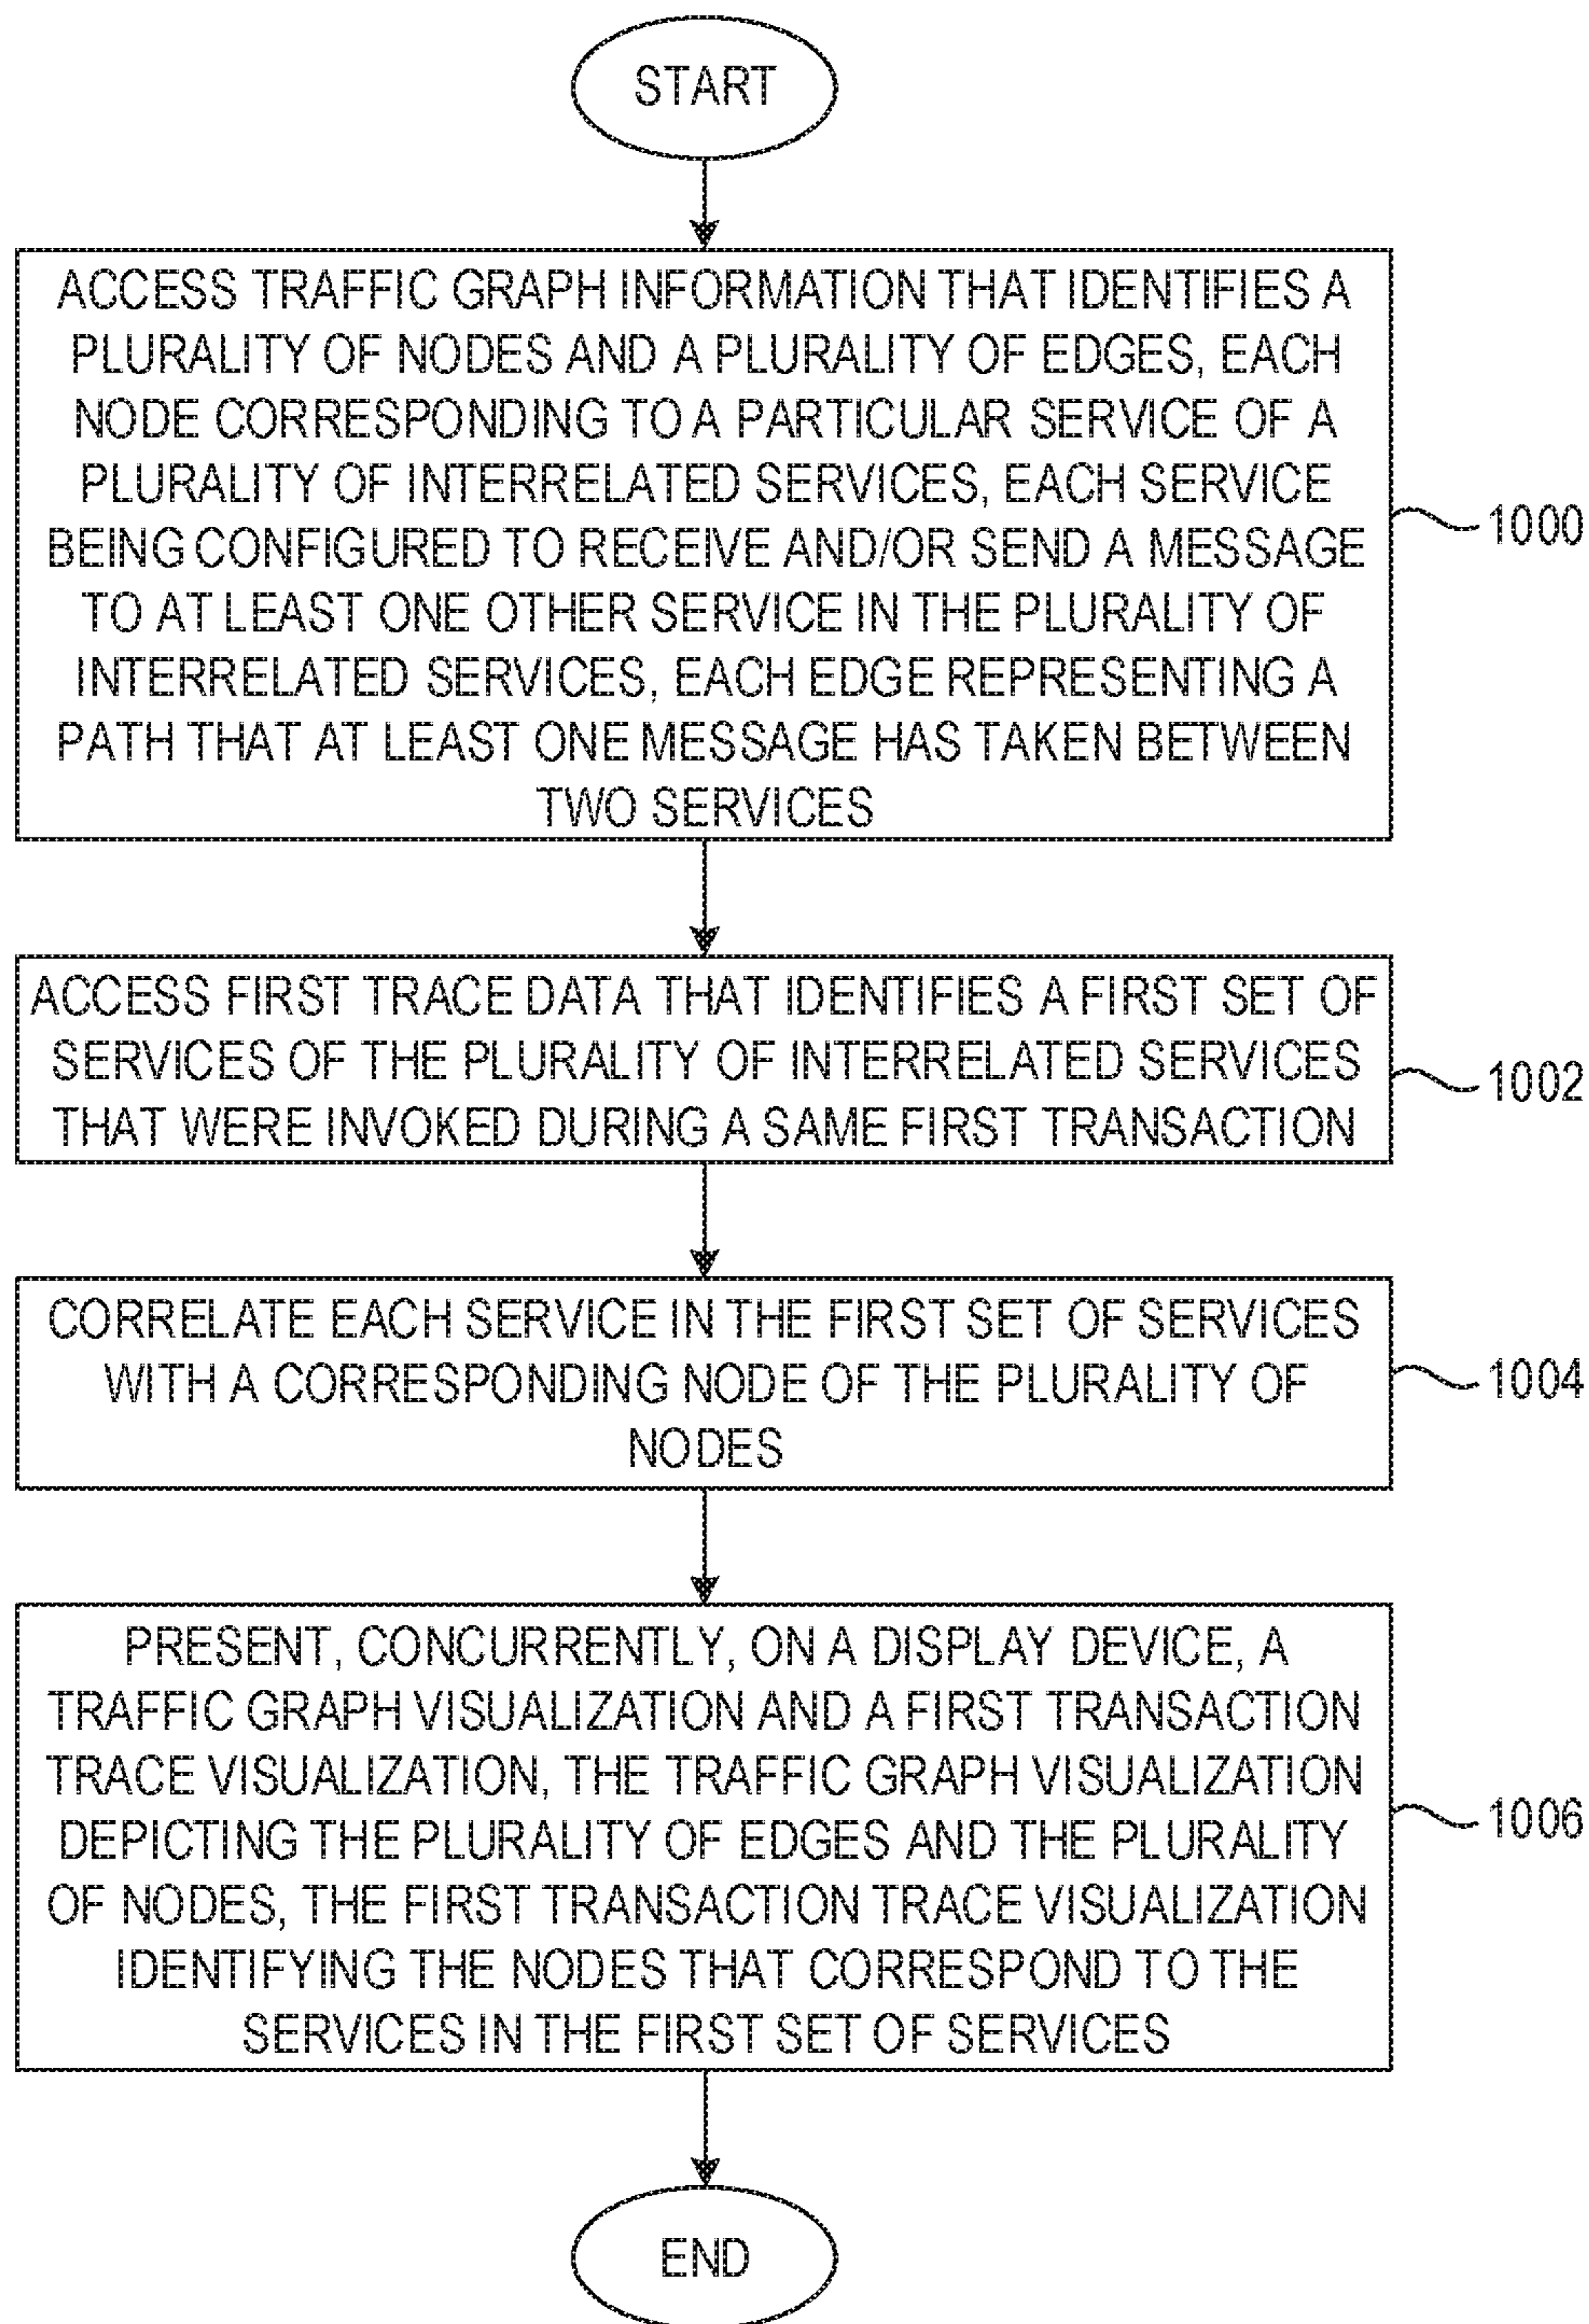 START
ACCESS TRAFFIC GRAPH INFORMATION THAT IDENTIFIES A
PLURALITY OF NODES AND A PLURALITY OF EDGES, EACH
NODE CORRESPONDING TO A PARTICULAR SERVICE OF A
PLURALITY OF INTERRELATED SERVICES, EACH SERVICE
BEING CONFIGURED TO RECEIVE AND/OR SEND A MESSAGE
TO AT LEAST ONE OTHER SERVICE IN THE PLURALITY OF
INTERRELATED SERVICES, EACH EDGE REPRESENTING A
PATH THAT AT LEAST ONE MESSAGE HAS TAKEN BETWEEN
TWO SERVICES
1000
ACCESS FIRST TRACE DATA THAT IDENTIFIES A FIRST SET OF
SERVICES OF THE PLURALITY OF INTERRELATED SERVICES
THAT WERE INVOKED DURING A SAME FIRST TRANSACTION
1002
CORRELATE EACH SERVICE IN THE FIRST SET OF SERVICES
WITH A CORRESPONDING NODE OF THE PLURALITY OF
NODES
1004
PRESENT, CONCURRENTLY, ON A DISPLAY DEVICE, A
TRAFFIC GRAPH VISUALIZATION AND A FIRST TRANSACTION
TRACE VISUALIZATION, THE TRAFFIC GRAPH VISUALIZATION
DEPICTING THE PLURALITY OF EDGES AND THE PLURALITY
OF NODES, THE FIRST TRANSACTION TRACE VISUALIZATION
IDENTIFYING THE NODES THAT CORRESPOND TO THE
SERVICES IN THE FIRST SET OF SERVICES
1006
END